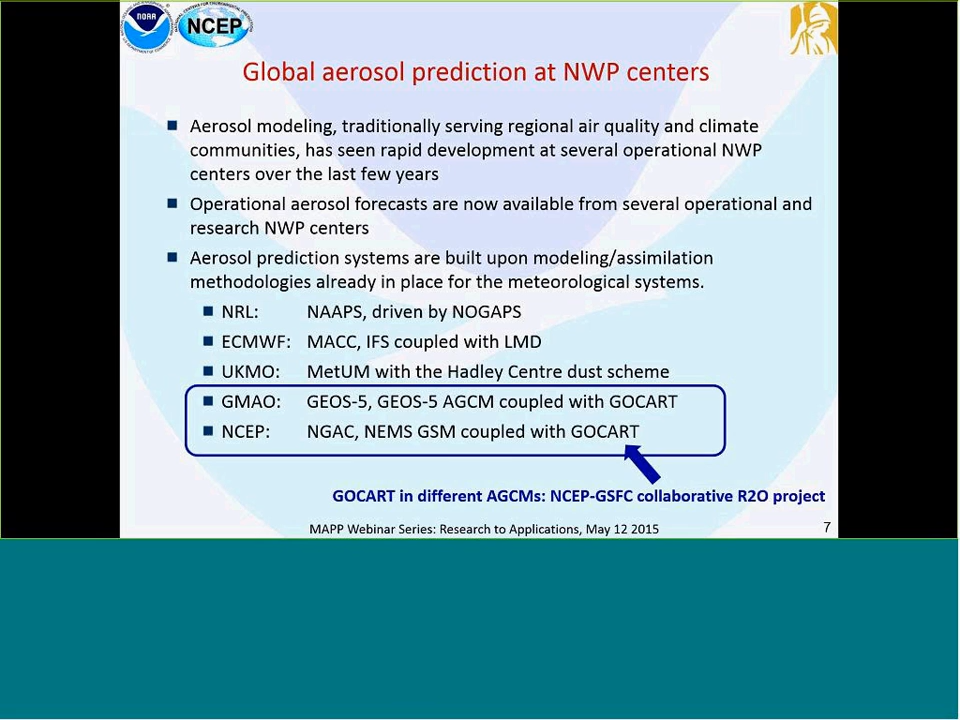 NOAA
NCEP
Global aerosol prediction at NWP centers
Aerosol modeling, traditionally serving regional air quality and climate
communities, has seen rapid development at several operational NWP
centers over the last few years
Operational aerosol forecasts are now available from several operational and
research NWP centers
Aerosol prediction systems are built upon modeling/assimilation
methodologies already in place for the meteorological systems.
NRL: NAAPS, driven by NOGAPS
ECMWF: MACC, IFS coupled with LMD
UKMO: MetUM with the Hadley Centre dust scheme
GMAO: GEOS-5, GEOS-5 AGCM coupled with GOCART
NCEP: NGAC, NEMS GSM coupled with GOCART
GOCART in different AGCMs: NCEP-GSFC collaborative R2O project
MAPP Webinar Series: Research to Applications, May 12 2015
7